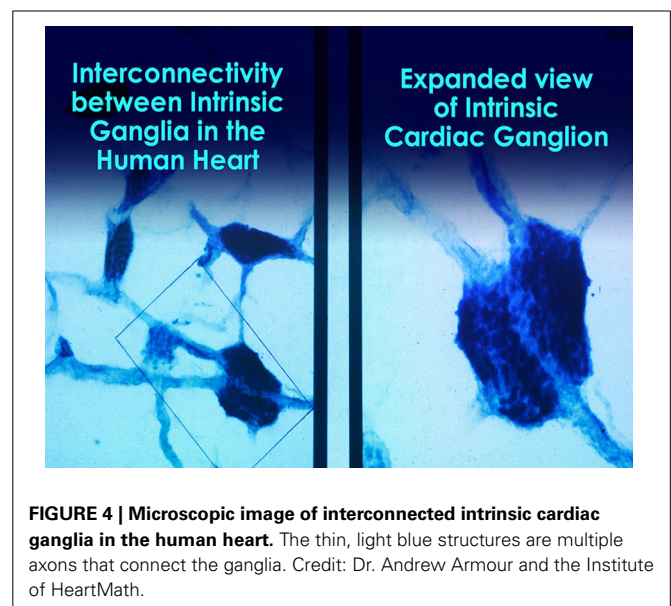 Interconnectivity
between Intrinsic
Ganglia in the
Human Heart
Expanded view
of Intrinsic
Cardiac Ganglion
FIGURE 4 | Microscopic image of interconnected intrinsic cardiac
ganglia in the human heart. The thin, light blue structures are multiple
axons that connect the ganglia. Credit: Dr. Andrew Armour and the Institute
of HeartMath.